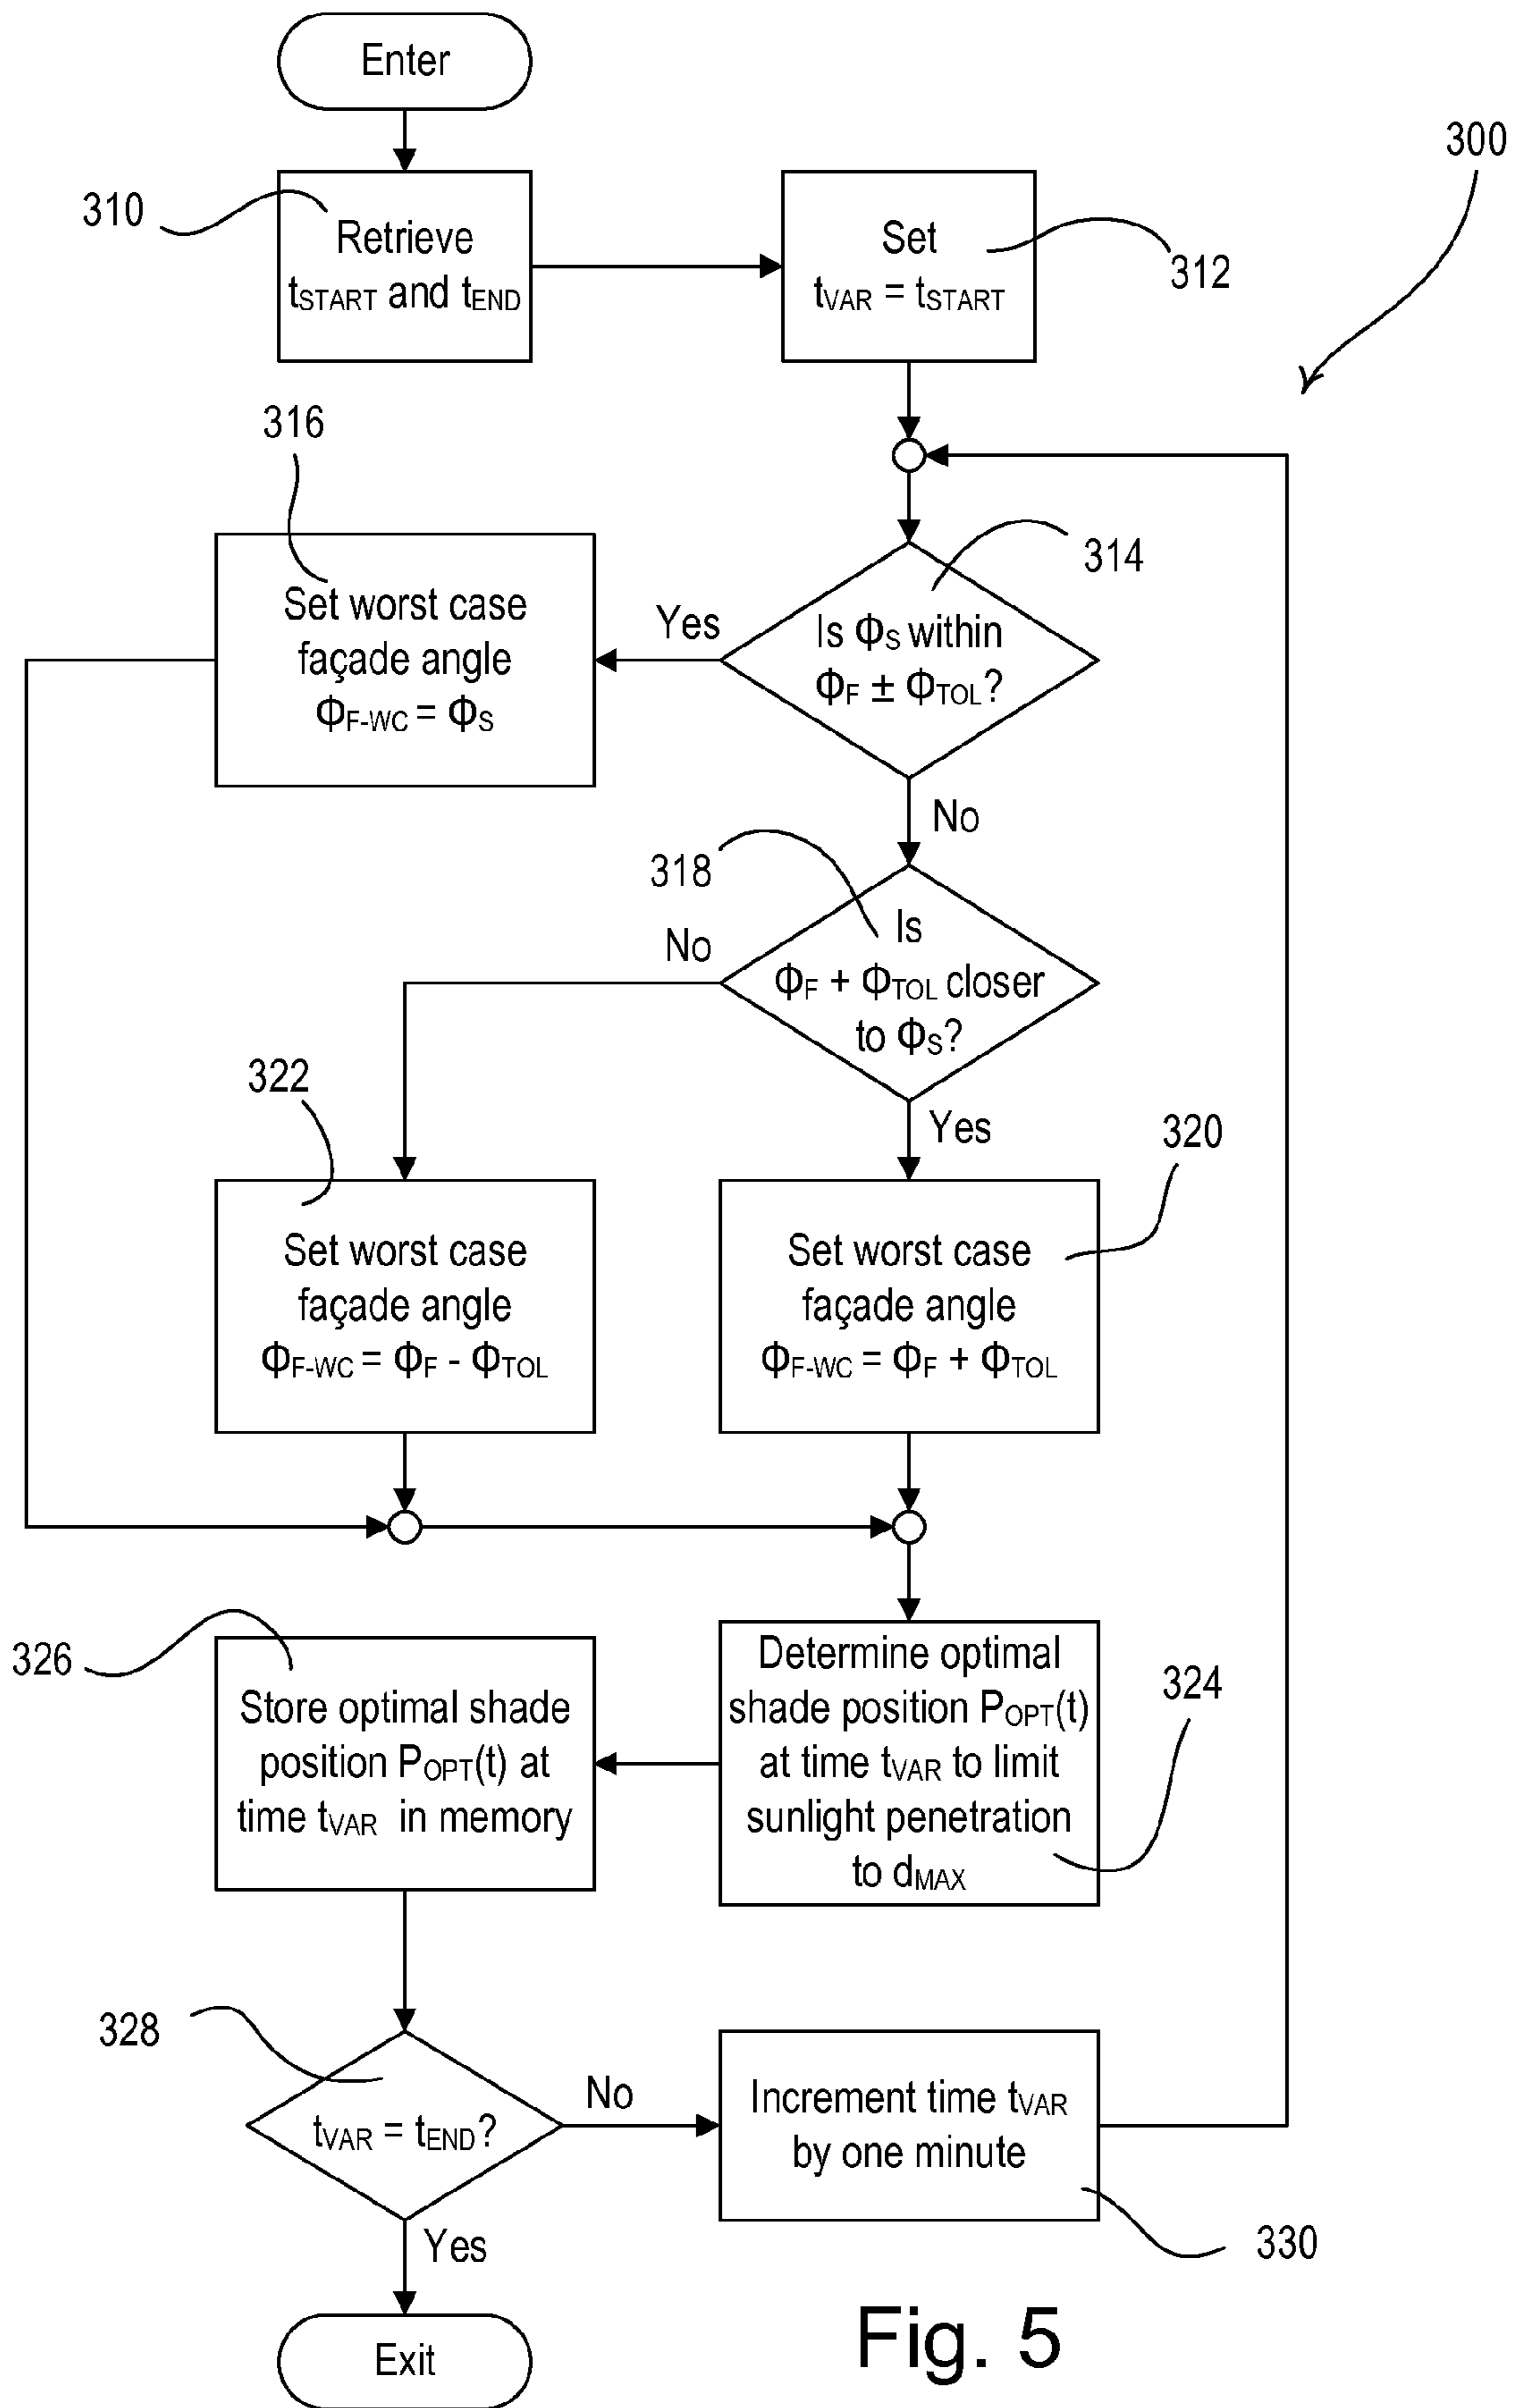 Enter
300
310
Retrieve
tSTART and tEND
Set
tVAR = tSTART
312
316
Set worst case
façade angle
ΦF-WC = ΦS
Yes
314
Is ΦS within
ΦF ± ΦTOL?
No
318
No
Is
ΦF + ΦTOL closer
to ΦS?
Yes
322
Set worst case
façade angle
ΦF-WC = ΦF - ΦTOL
320
Set worst case
façade angle
ΦF-WC = ΦF + ΦTOL
326
Store optimal shade
position POPT(t) at
time tVAR in memory
Determine optimal
shade position POPT(t)
at time tVAR to limit
sunlight penetration
to dMAX
324
328
tVAR = tEND?
No
Increment time tVAR
by one minute
330
Yes
Exit
Fig. 5